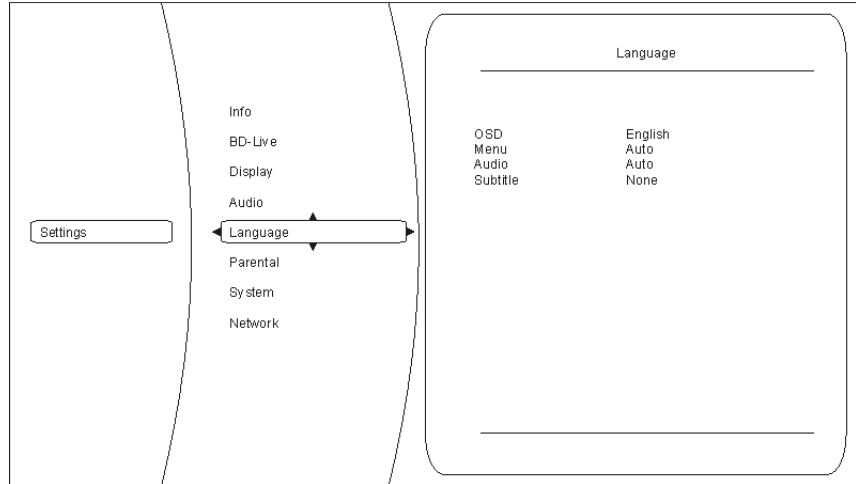 Settings
Info
BD-Live
Display
Audio
Language
Parental
System
Network
Language
OSD English
Menu Auto
Audio Auto
Subtitle None